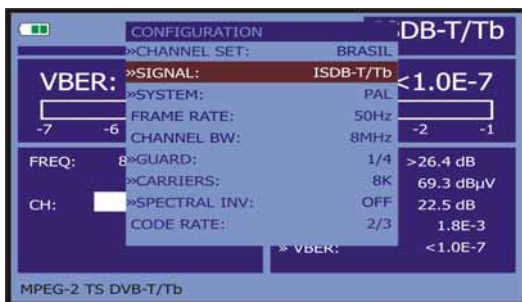 CONFIGURATION
DB-T/Tb
»CHANNEL SET: BRASIL
»SIGNAL: ISDB-T/Tb
VBER: <1.0E-7
»SYSTEM: PAL
FRAME RATE: 50Hz
-7 -6 -2 -1
CHANNEL BW: 8MHz
FREQ: 8
»GUARD: 1/4
>26.4 dB
»CARRIERS: 8K
69.3 dBµV
CH:
»SPECTRAL INV: OFF
22.5 dB
CODE RATE: 2/3
1.8E-3
» VBER: <1.0E-7
MPEG-2 TS DVB-T/Tb